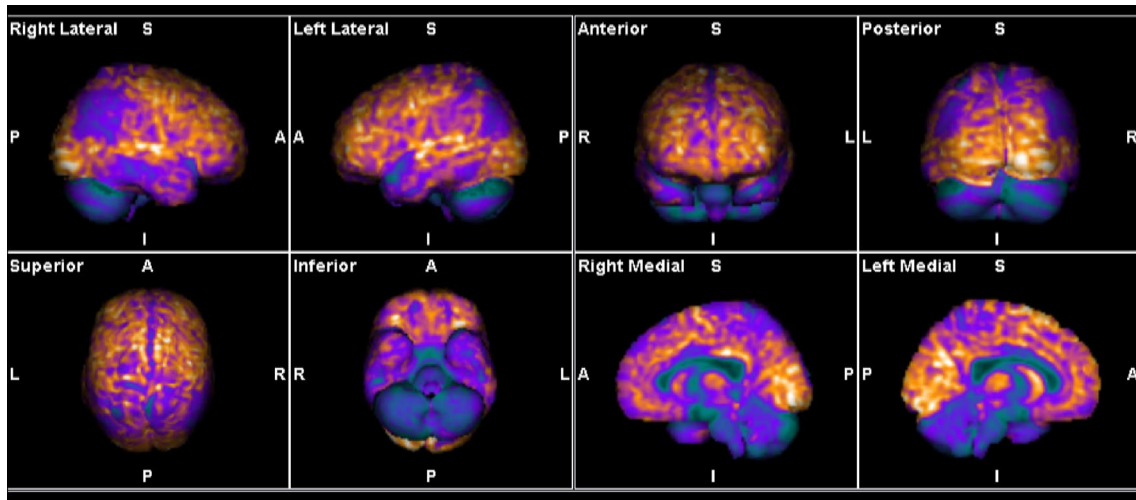 Right Lateral S
P A
I
Left Lateral S
A P
I
Anterior S
R L
I
Posterior S
L R
I
Superior A
L R
P
Inferior A
R L
P
Right Medial S
A P
I
Left Medial S
P A
I